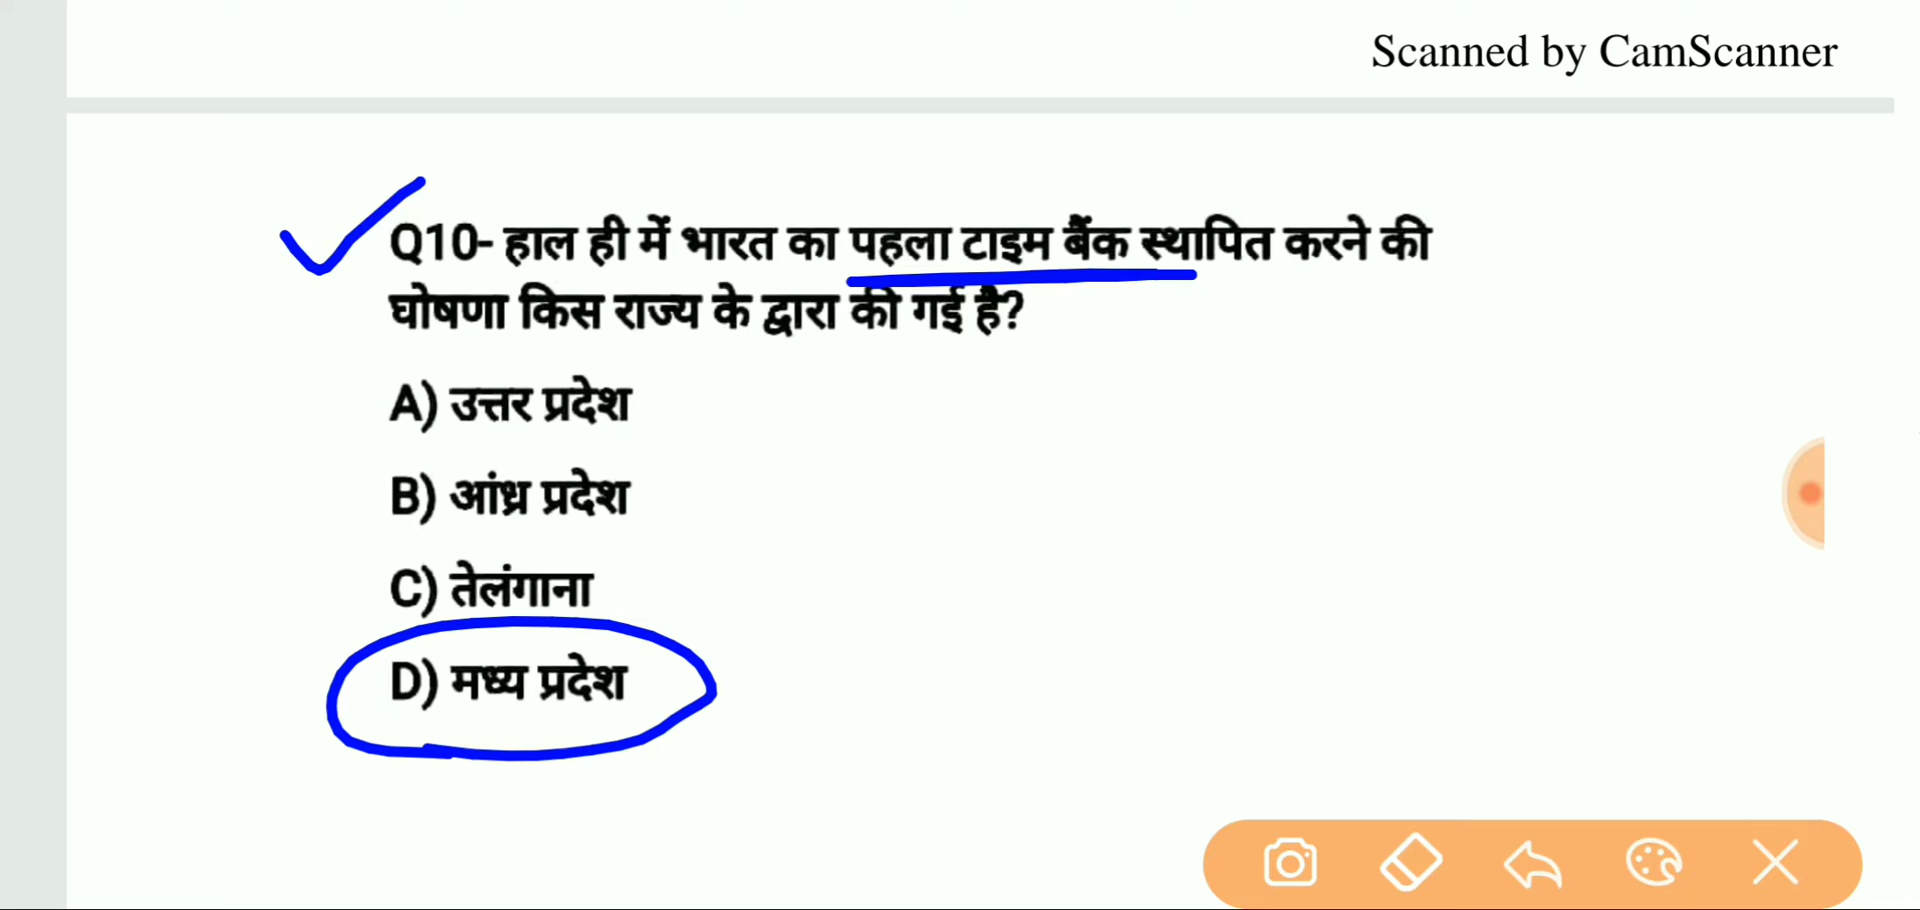 Scanned by CamScanner
Q10- हाल ही में भारत का पहला टाइम बैंक स्थापित करने की
घोषणा किस राज्य के द्वारा की गई है?
A) उत्तर प्रदेश
B) आंध्र प्रदेश
C) तेलंगाना
D) मध्य प्रदेश